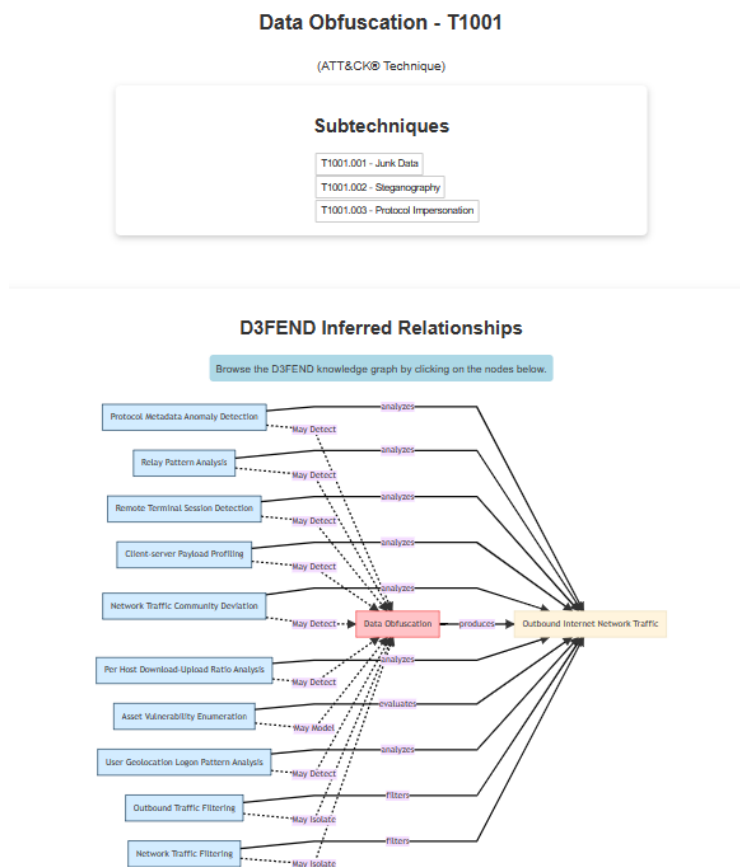 Data Obfuscation - T1001
(ATT&CK® Technique)
Subtechniques
T1001.001 - Junk Data
T1001.002 - Steganography
T1001.003 - Protocol Impersonation
D3FEND Inferred Relationships
Browse the D3FEND knowledge graph by clicking on the nodes below.
Protocol Metadata Anomaly Detection
analyzes
May Detect
Relay Pattern Analysis
analyzes
May Detect
Remote Terminal Session Detection
analyzes
May Detect
Client-server Payload Profiling
analyzes
May Detect
Network Traffic Community Deviation
analyzes
May Detect
Data Obfuscation
produces
Outbound Internet Network Traffic
Per Host Download-Upload Ratio Analysis
analyzes
May Detect
Asset Vulnerability Enumeration
evaluates
May Model
User Geolocation Logon Pattern Analysis
analyzes
May Detect
Outbound Traffic Filtering
filters
May Isolate
Network Traffic Filtering
filters
May Isolate